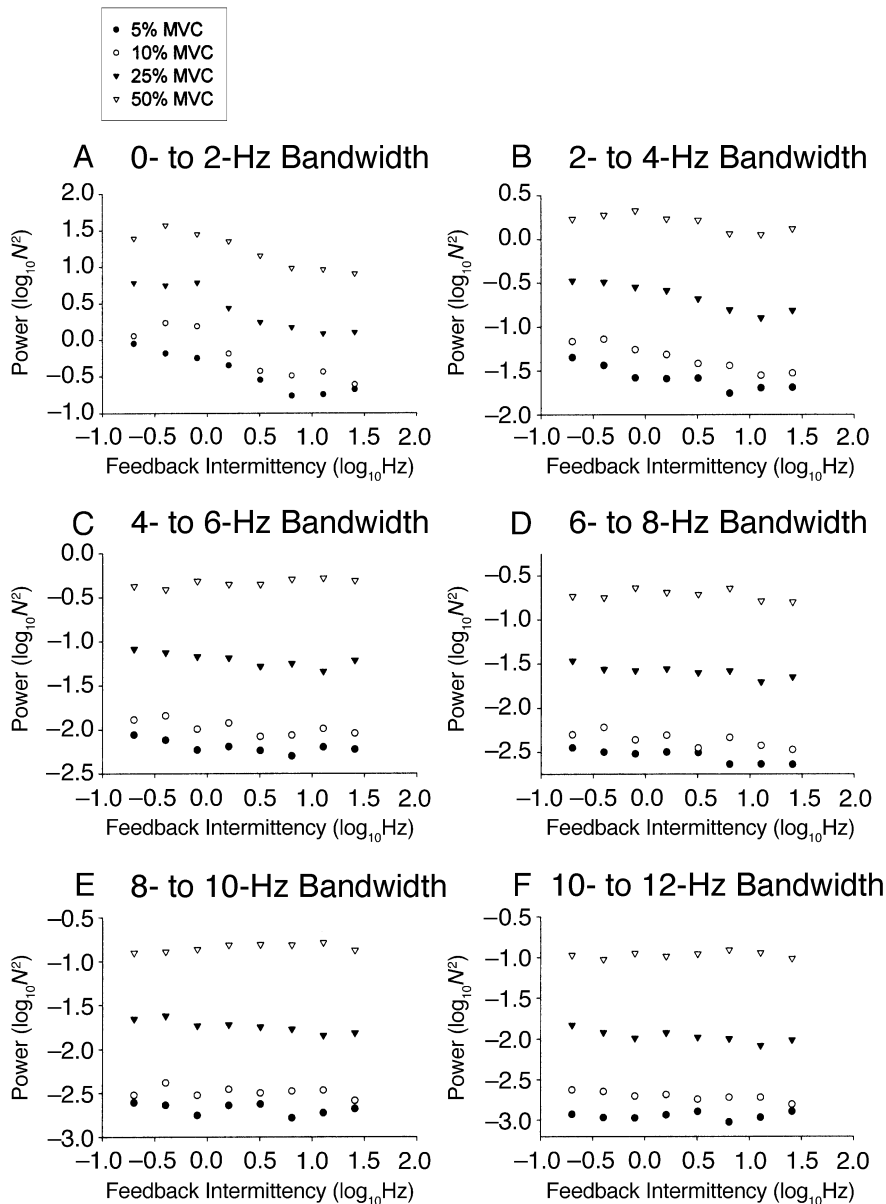 5% MVC
10% MVC
25% MVC
50% MVC
A 0- to 2-Hz Bandwidth
Power (log₁₀N²)
2.0
1.5
1.0
0.5
0.0
−0.5
−1.0
−1.0 −0.5 0.0 0.5 1.0 1.5 2.0
Feedback Intermittency (log₁₀Hz)
B 2- to 4-Hz Bandwidth
Power (log₁₀N²)
0.5
0.0
−0.5
−1.0
−1.5
−2.0
−1.0 −0.5 0.0 0.5 1.0 1.5 2.0
Feedback Intermittency (log₁₀Hz)
C 4- to 6-Hz Bandwidth
Power (log₁₀N²)
0.0
−0.5
−1.0
−1.5
−2.0
−2.5
−1.0 −0.5 0.0 0.5 1.0 1.5 2.0
Feedback Intermittency (log₁₀Hz)
D 6- to 8-Hz Bandwidth
Power (log₁₀N²)
−0.5
−1.0
−1.5
−2.0
−2.5
−1.0 −0.5 0.0 0.5 1.0 1.5 2.0
Feedback Intermittency (log₁₀Hz)
E 8- to 10-Hz Bandwidth
Power (log₁₀N²)
−0.5
−1.0
−1.5
−2.0
−2.5
−3.0
−1.0 −0.5 0.0 0.5 1.0 1.5 2.0
Feedback Intermittency (log₁₀Hz)
F 10- to 12-Hz Bandwidth
Power (log₁₀N²)
−0.5
−1.0
−1.5
−2.0
−2.5
−3.0
−1.0 −0.5 0.0 0.5 1.0 1.5 2.0
Feedback Intermittency (log₁₀Hz)